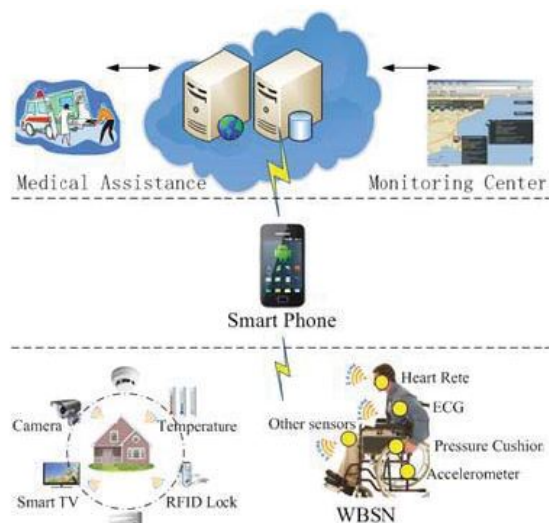 Medical Assistance
Monitoring Center
Smart Phone
Camera
Temperature
Smart TV
RFID Lock
Heart Rete
ECG
Other sensors
Pressure Cushion
Accelerometer
WBSN